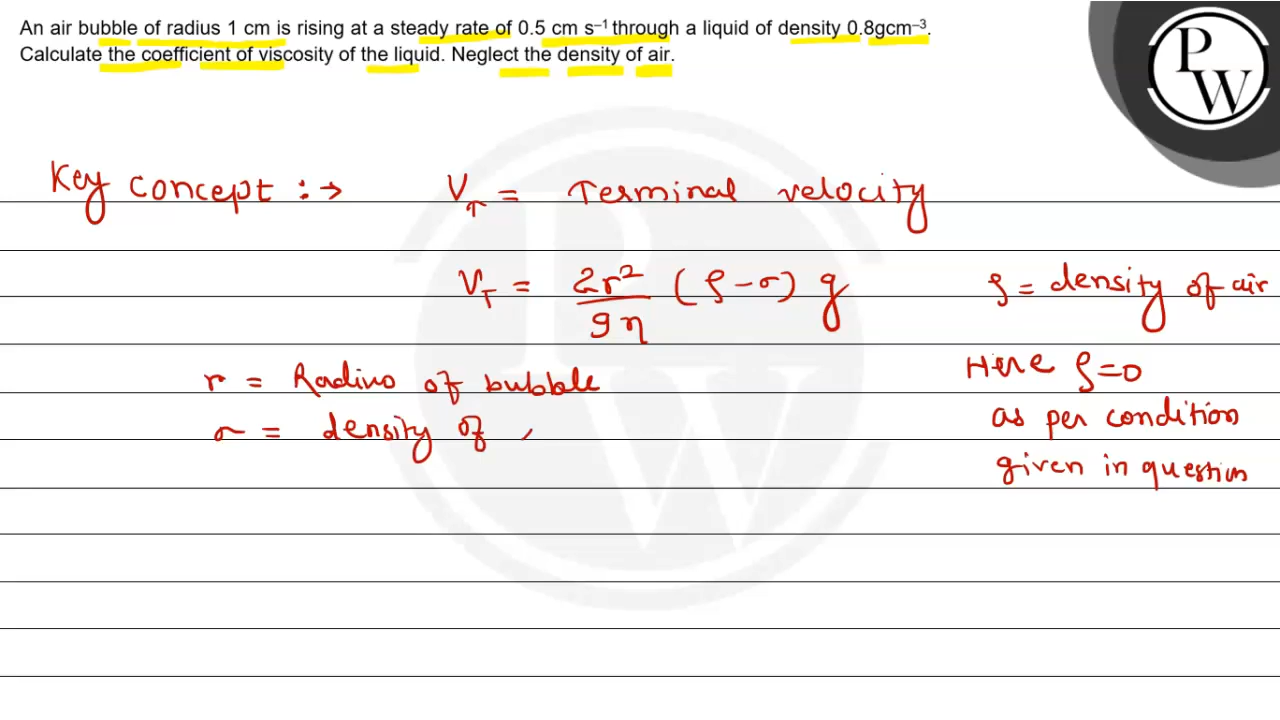 An air bubble of radius 1 cm is rising at a steady rate of 0.5 cm s⁻¹ through a liquid of density 0.8gcm⁻³.
Calculate the coefficient of viscosity of the liquid. Neglect the density of air.
P
W
Key concept :→ V_T = Terminal velocity
V_T = 2r²/9η (ρ-σ) g
ρ = density of air
Here ρ=0
as per condition
given in question
r = Radius of bubble
σ = density of